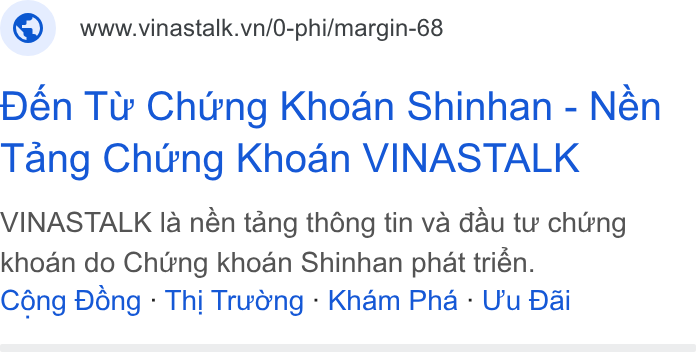 www.vinastalk.vn/0-phi/margin-68
Đến Từ Chứng Khoán Shinhan - Nền
Tảng Chứng Khoán VINASTALK
VINASTALK là nền tảng thông tin và đầu tư chứng
khoán do Chứng khoán Shinhan phát triển.
Cộng Đồng · Thị Trường · Khám Phá · Ưu Đãi